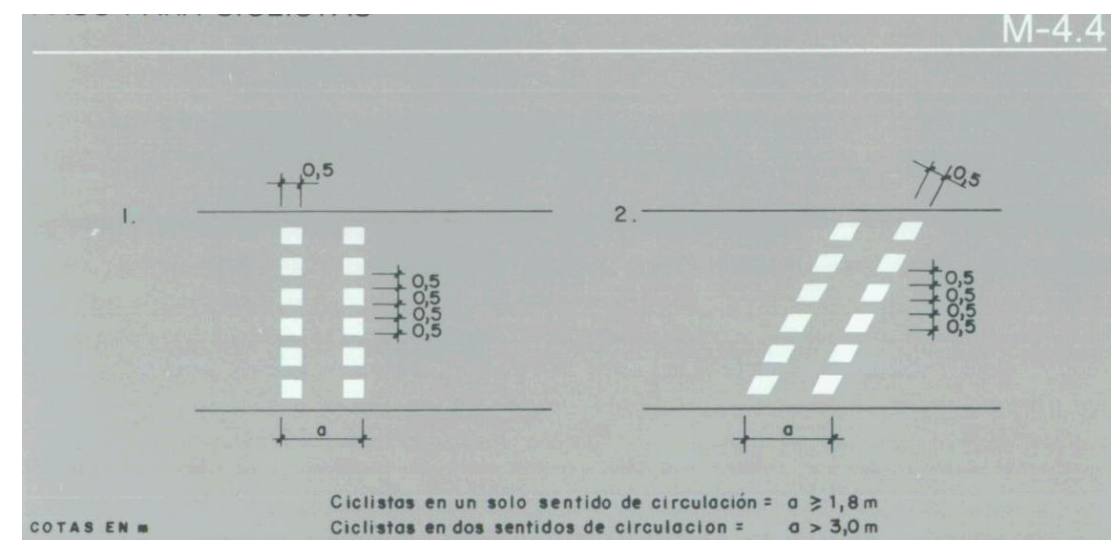 M-4.4
0,5
1.
0,5
0,5
0,5
0,5
a
0,5
2.
0,5
0,5
0,5
0,5
a
Ciclistas en un solo sentido de circulación = a ⩾ 1,8 m
COTAS EN m
Ciclistas en dos sentidos de circulacion = a > 3,0 m